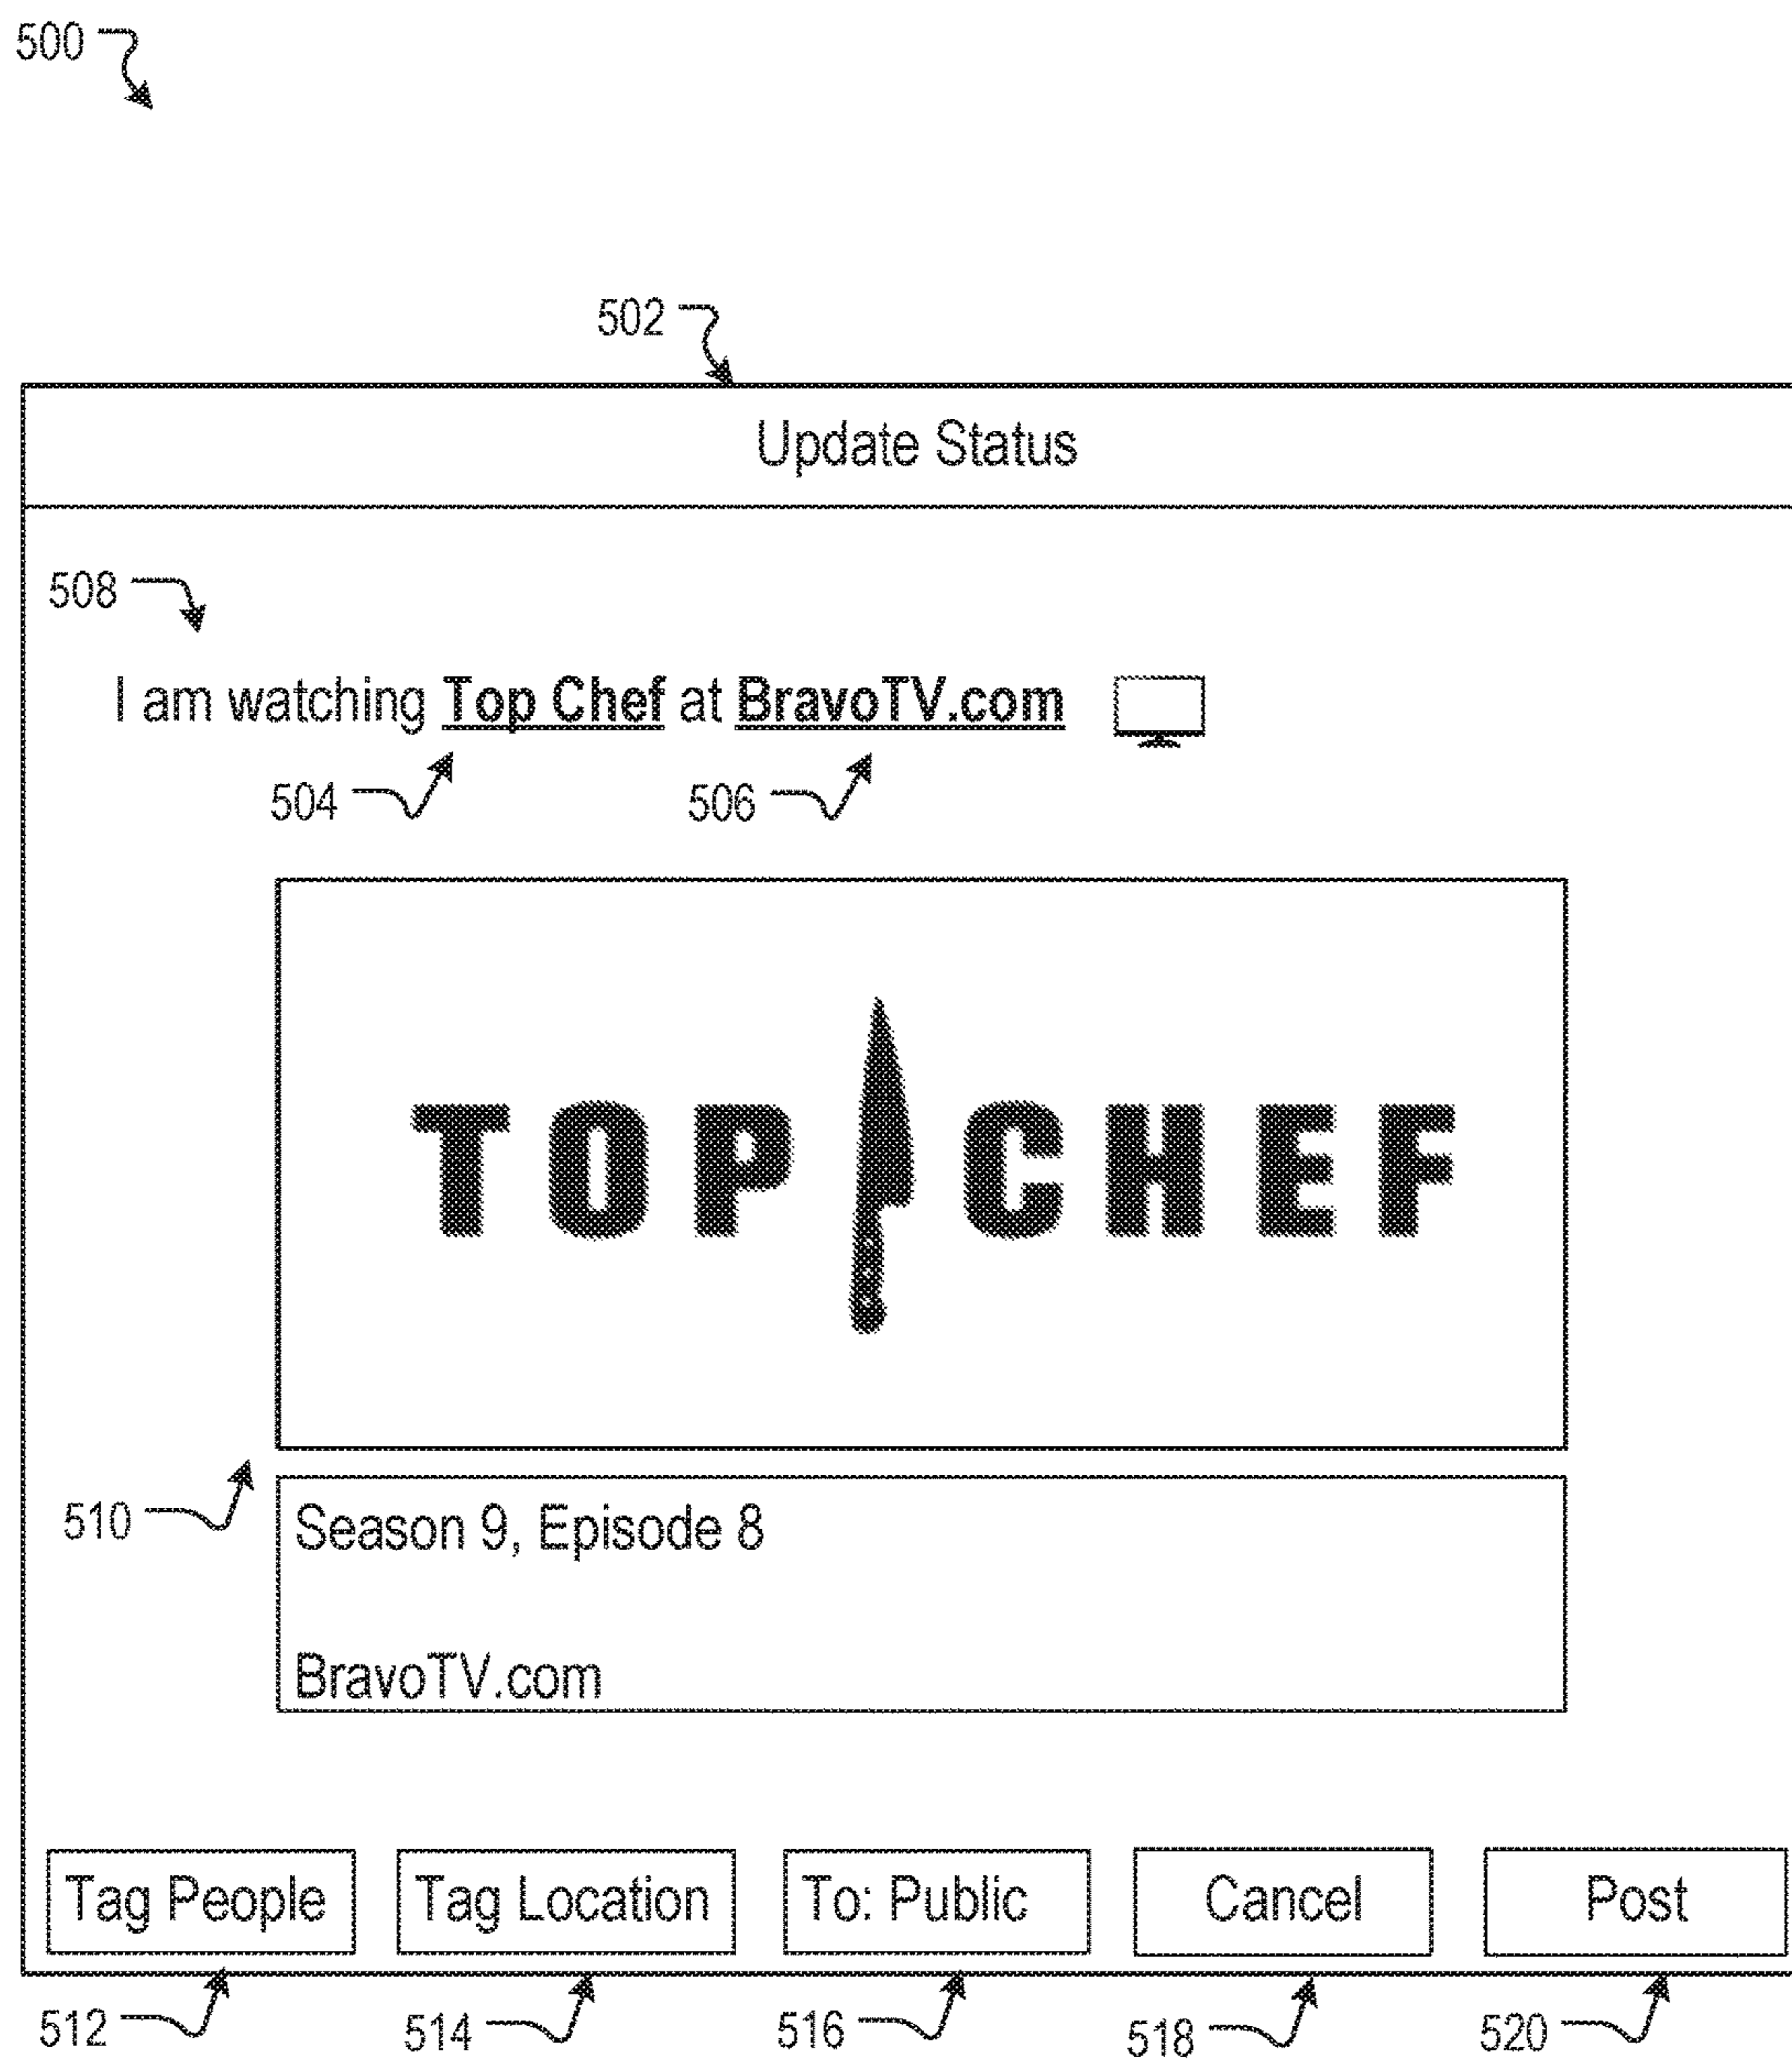 500
502
Update Status
508
I am watching Top Chef at BravoTV.com
504 506
TOP CHEF
510
Season 9, Episode 8
BravoTV.com
Tag People Tag Location To: Public Cancel Post
512 514 516 518 520